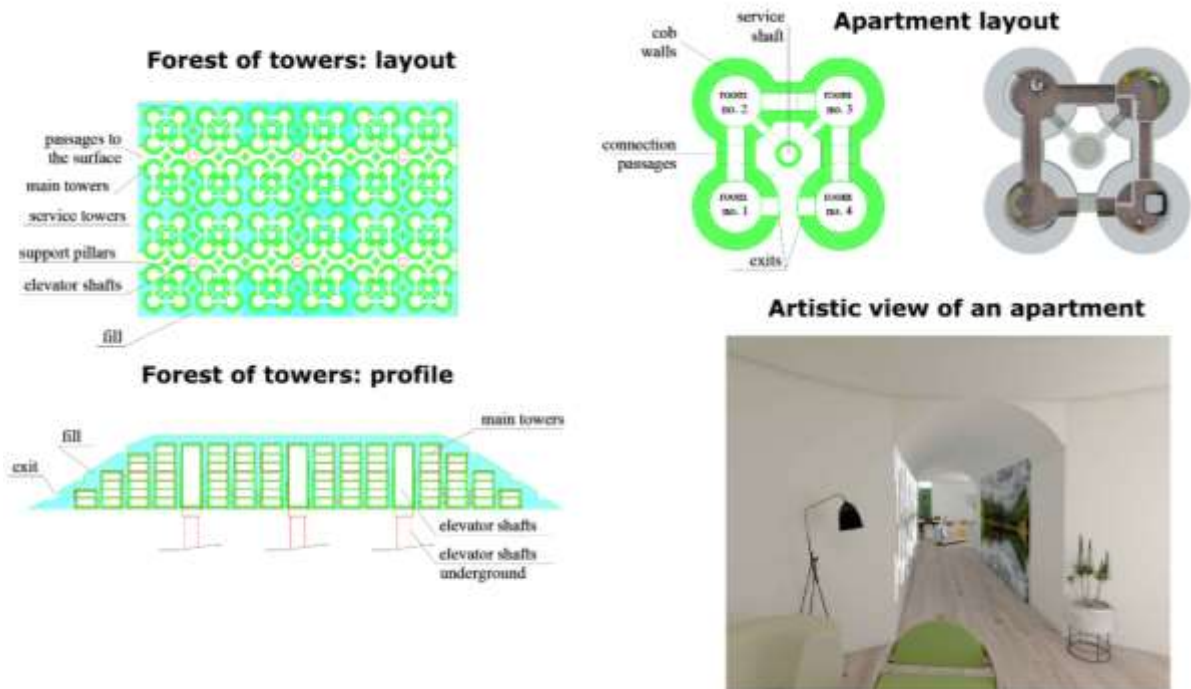 Forest of towers: layout
passages to
the surface
main towers
service towers
support pillars
elevator shafts
fill
Forest of towers: profile
main towers
fill
exit
elevator shafts
elevator shafts
underground
Apartment layout
service
shaft
cob
walls
room
no. 2
room
no. 3
connection
passages
room
no. 1
room
no. 4
exits
Artistic view of an apartment